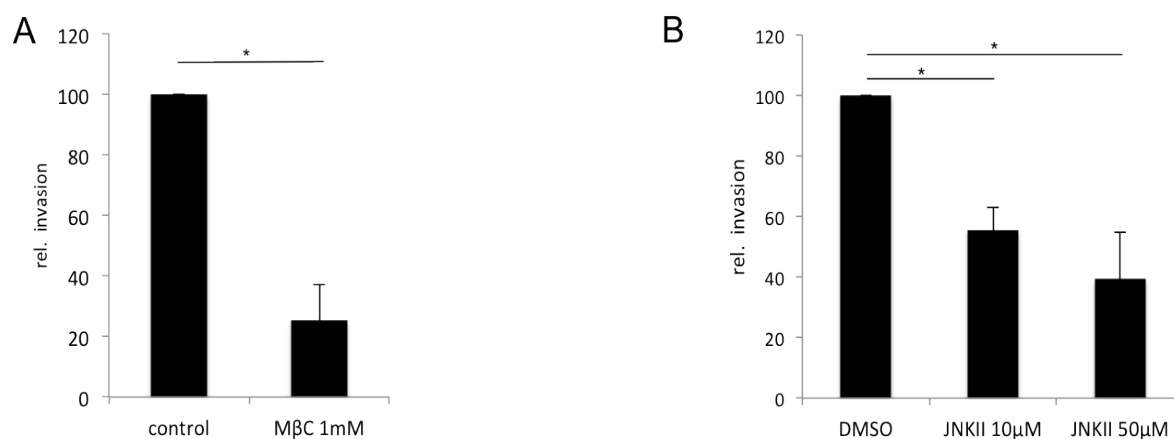 A
120
100
80
60
40
20
0
rel. invasion
*
control
MβC 1mM
B
120
100
80
60
40
20
0
rel. invasion
*
*
DMSO
JNKII 10μM
JNKII 50μM